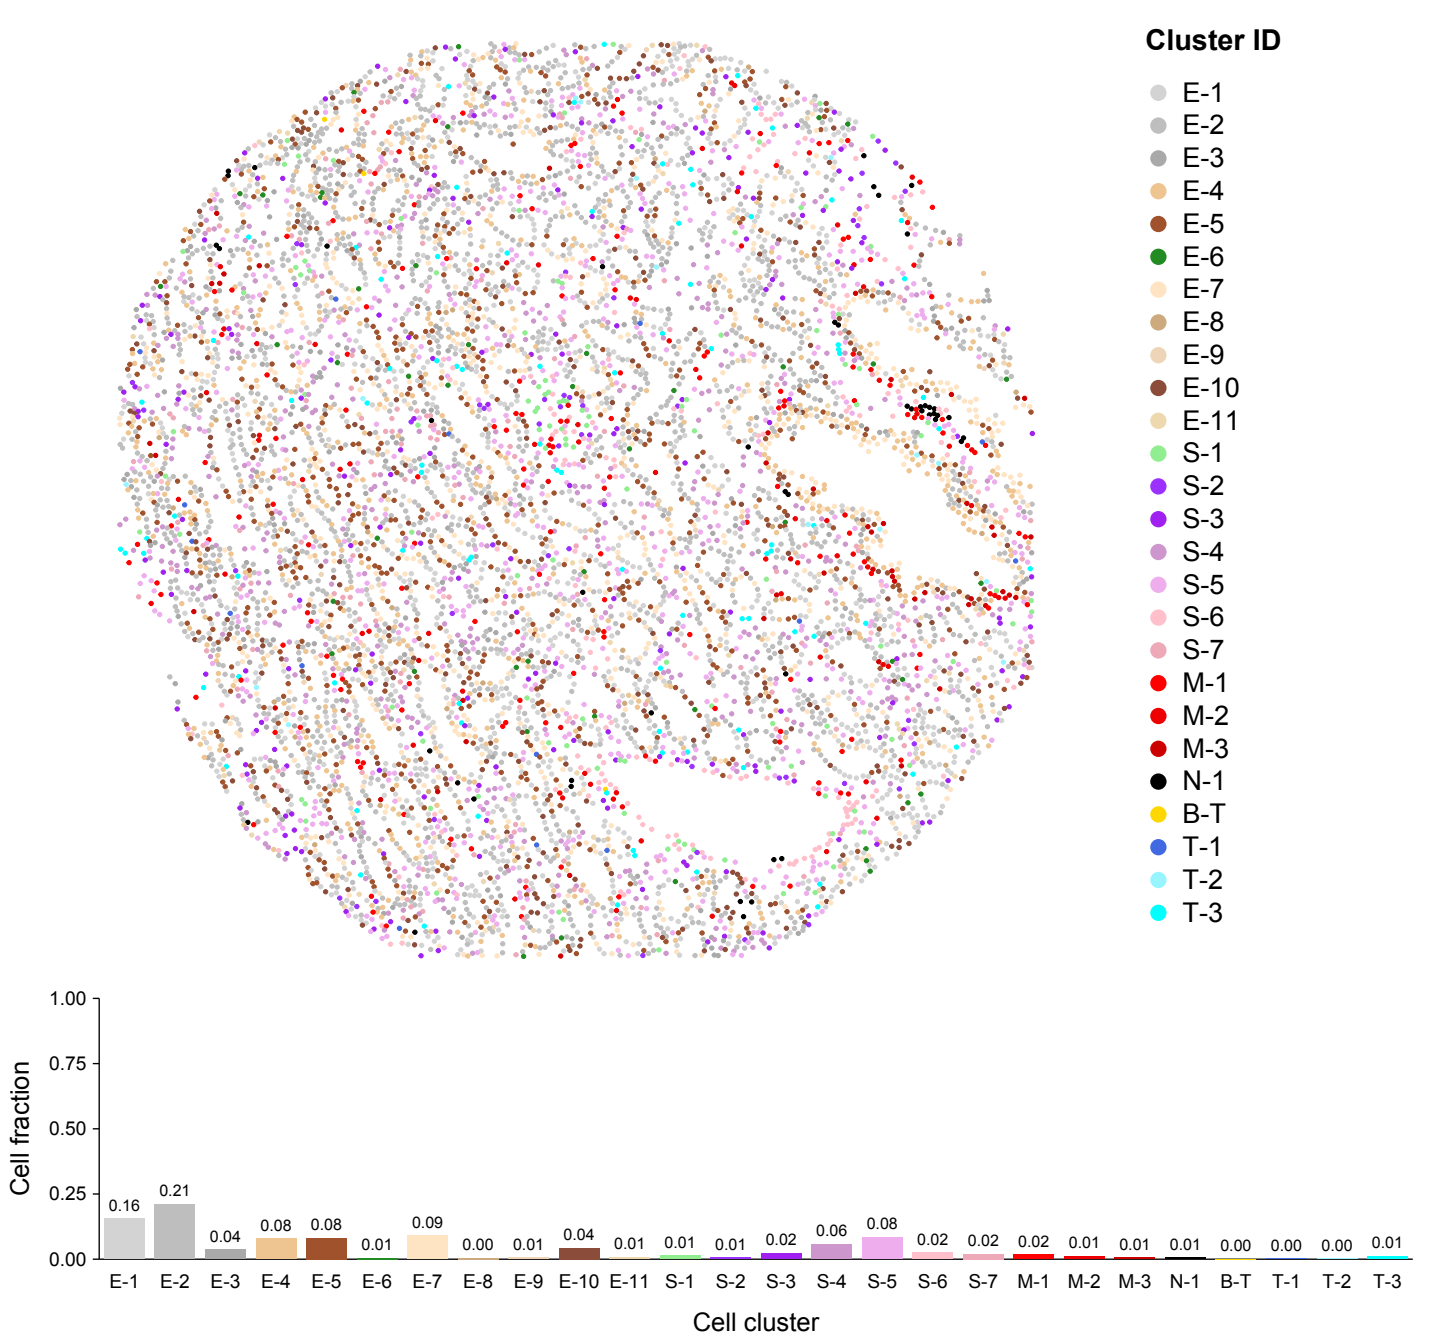 Cluster ID
E-1
E-2
E-3
E-4
E-5
E-6
E-7
E-8
E-9
E-10
E-11
S-1
S-2
S-3
S-4
S-5
S-6
S-7
M-1
M-2
M-3
N-1
B-T
T-1
T-2
T-3
1.00
0.75
0.50
0.25
0.00
Cell fraction
0.16 0.21 0.04 0.08 0.08 0.01 0.09 0.00 0.01 0.04 0.01 0.01 0.01 0.02 0.06 0.08 0.02 0.02 0.02 0.01 0.01 0.01 0.00 0.00 0.00 0.01
E-1 E-2 E-3 E-4 E-5 E-6 E-7 E-8 E-9 E-10 E-11 S-1 S-2 S-3 S-4 S-5 S-6 S-7 M-1 M-2 M-3 N-1 B-T T-1 T-2 T-3
Cell cluster